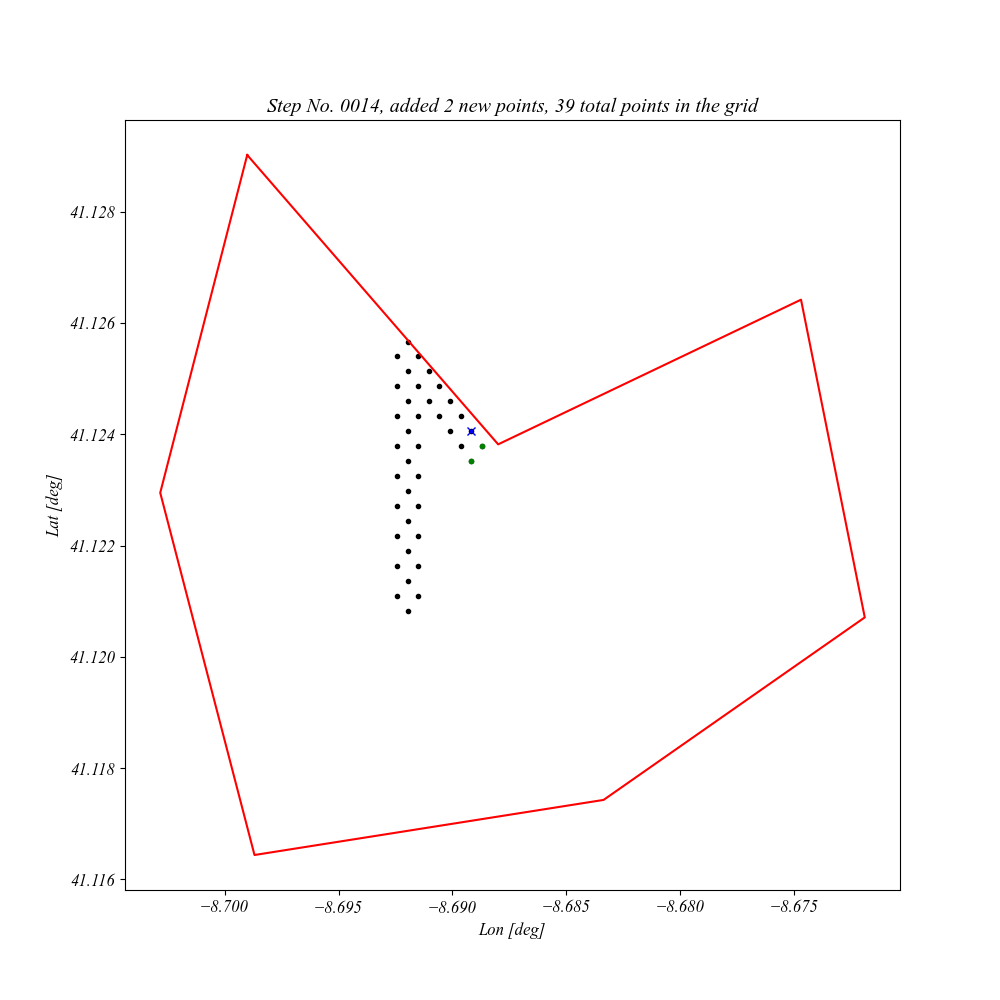 Step No. 0014, added 2 new points, 39 total points in the grid
41.128
41.126
41.124
41.122
41.120
41.118
41.116
Lat [deg]
−8.700 −8.695 −8.690 −8.685 −8.680 −8.675
Lon [deg]